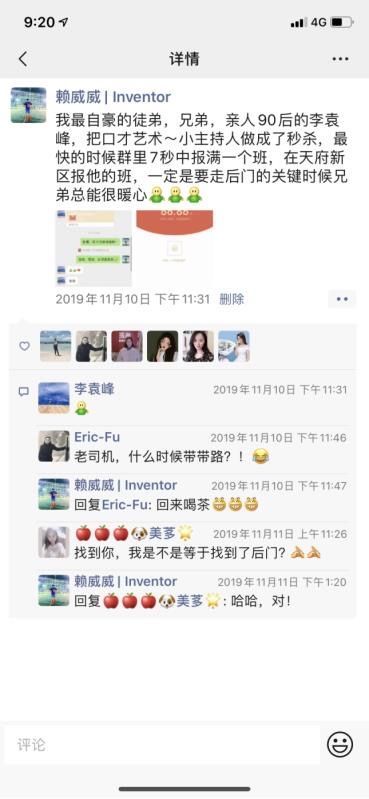 9:20
4G
详情
赖威威 | Inventor
我最自豪的徒弟，兄弟，亲人90后的李袁
峰，把口才艺术～小主持人做成了秒杀，最
快的时候群里7秒中报满一个班，在天府新
区报他的班，一定是要走后门的关键时候兄
弟总能很暖心
2019年11月10日 下午11:31 删除
李袁峰 2019年11月10日 下午11:31
Eric-Fu 2019年11月10日 下午11:46
老司机，什么时候带带路？！😂
赖威威 | Inventor 2019年11月10日 下午11:47
回复Eric-Fu: 回来喝茶😁😁😁
🍎🍎🍎🐶美爹🌟 2019年11月11日 上午11:26
找到你，我是不是等于找到了后门？
赖威威 | Inventor 2019年11月11日 下午1:20
回复🍎🍎🍎🐶美爹🌟: 哈哈，对！
评论